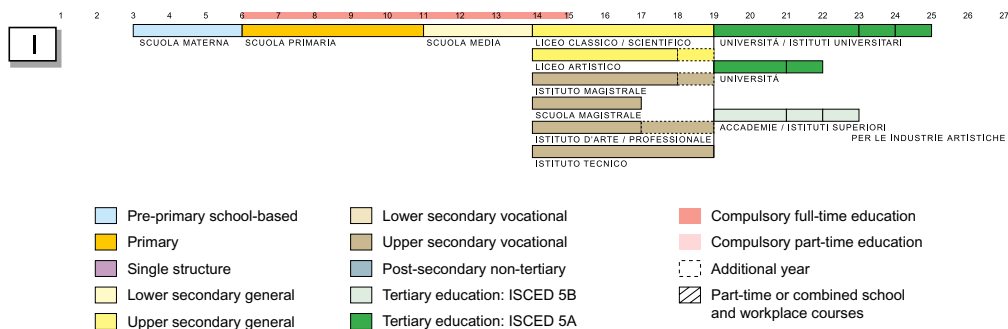 1 2 3 4 5 6 7 8 9 10 11 12 13 14 15 16 17 18 19 20 21 22 23 24 25 26 27
I
SCUOLA MATERNA SCUOLA PRIMARIA SCUOLA MEDIA LICEO CLASSICO / SCIENTIFICO UNIVERSITÁ / ISTITUTI UNIVERSITARI
LICEO ARTÍSTICO UNIVERSITÁ
ISTITUTO MAGISTRALE
SCUOLA MAGISTRALE ACCADEMIE / ISTITUTI SUPERIORI
ISTITUTO D'ARTE / PROFESSIONALE PER LE INDUSTRIE ARTÍSTICHE
ISTITUTO TECNICO
Pre-primary school-based
Primary
Single structure
Lower secondary general
Upper secondary general
Lower secondary vocational
Upper secondary vocational
Post-secondary non-tertiary
Tertiary education: ISCED 5B
Tertiary education: ISCED 5A
Compulsory full-time education
Compulsory part-time education
Additional year
Part-time or combined school
and workplace courses